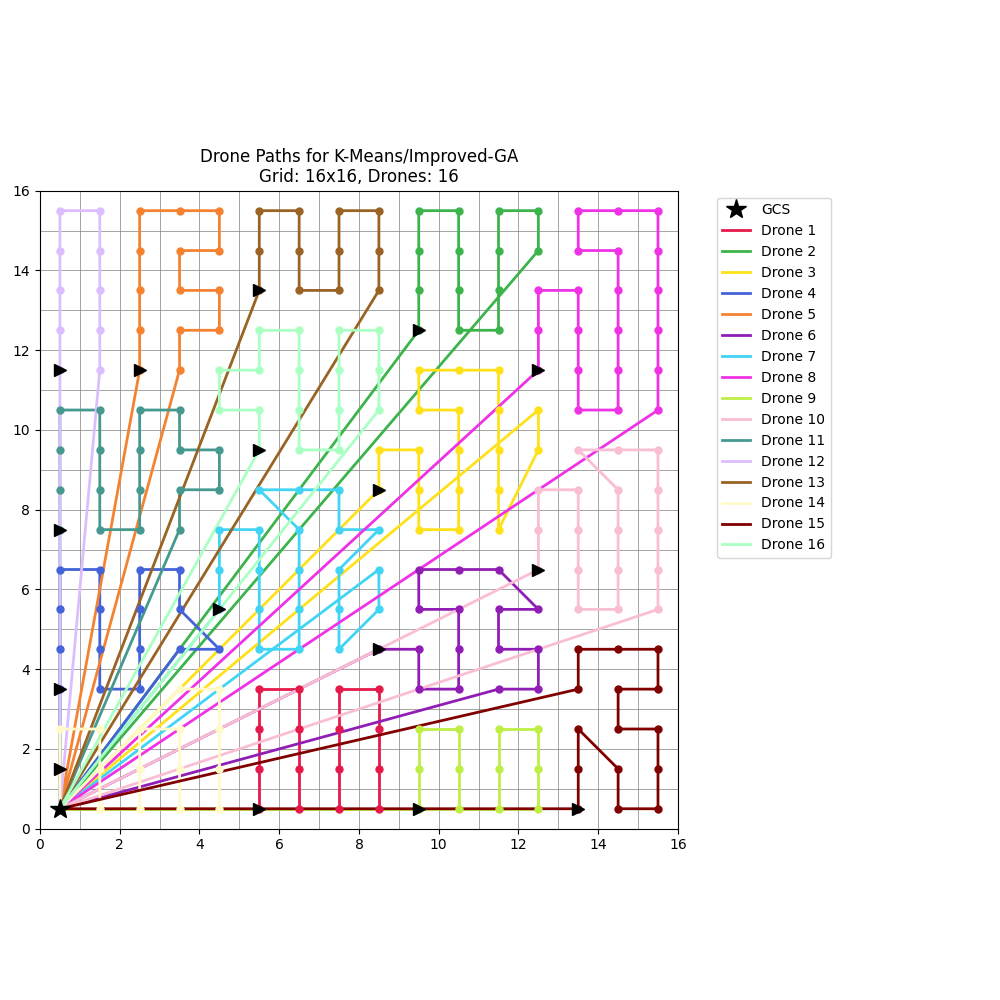 Drone Paths for K-Means/Improved-GA
Grid: 16x16, Drones: 16
16
14
12
10
8
6
4
2
0
0 2 4 6 8 10 12 14 16
GCS
Drone 1
Drone 2
Drone 3
Drone 4
Drone 5
Drone 6
Drone 7
Drone 8
Drone 9
Drone 10
Drone 11
Drone 12
Drone 13
Drone 14
Drone 15
Drone 16